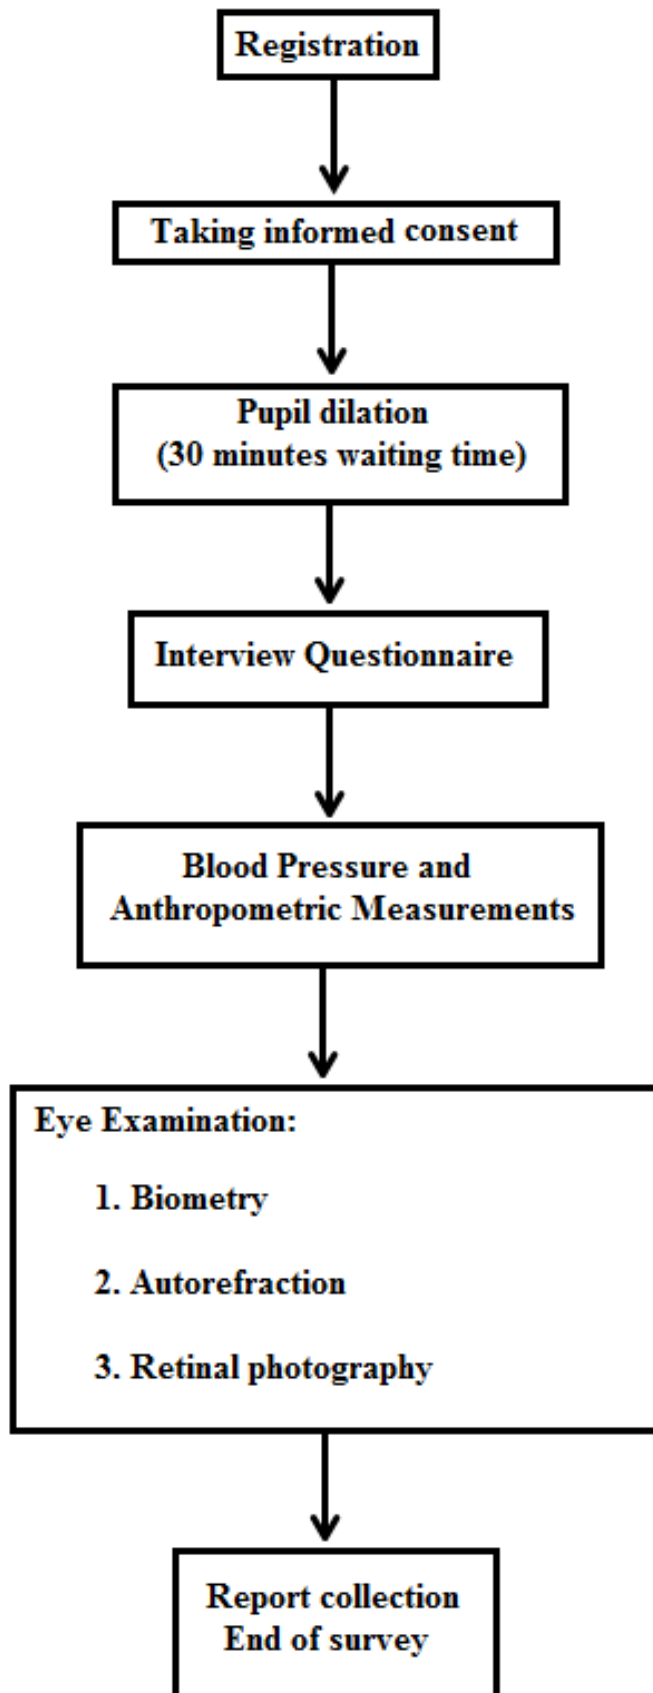 Registration
Taking informed consent
Pupil dilation
(30 minutes waiting time)
Interview Questionnaire
Blood Pressure and
Anthropometric Measurements
Eye Examination:
1. Biometry
2. Autorefraction
3. Retinal photography
Report collection
End of survey